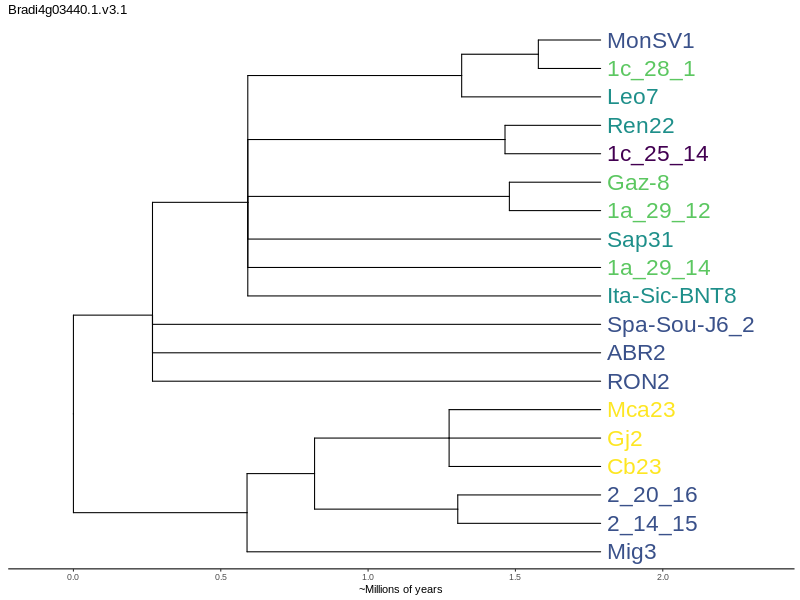 Bradi4g03440.1.v3.1
MonSV1
1c_28_1
Leo7
Ren22
1c_25_14
Gaz-8
1a_29_12
Sap31
1a_29_14
Ita-Sic-BNT8
Spa-Sou-J6_2
ABR2
RON2
Mca23
Gj2
Cb23
2_20_16
2_14_15
Mig3
0.0 0.5 1.0 1.5 2.0
~Millions of years